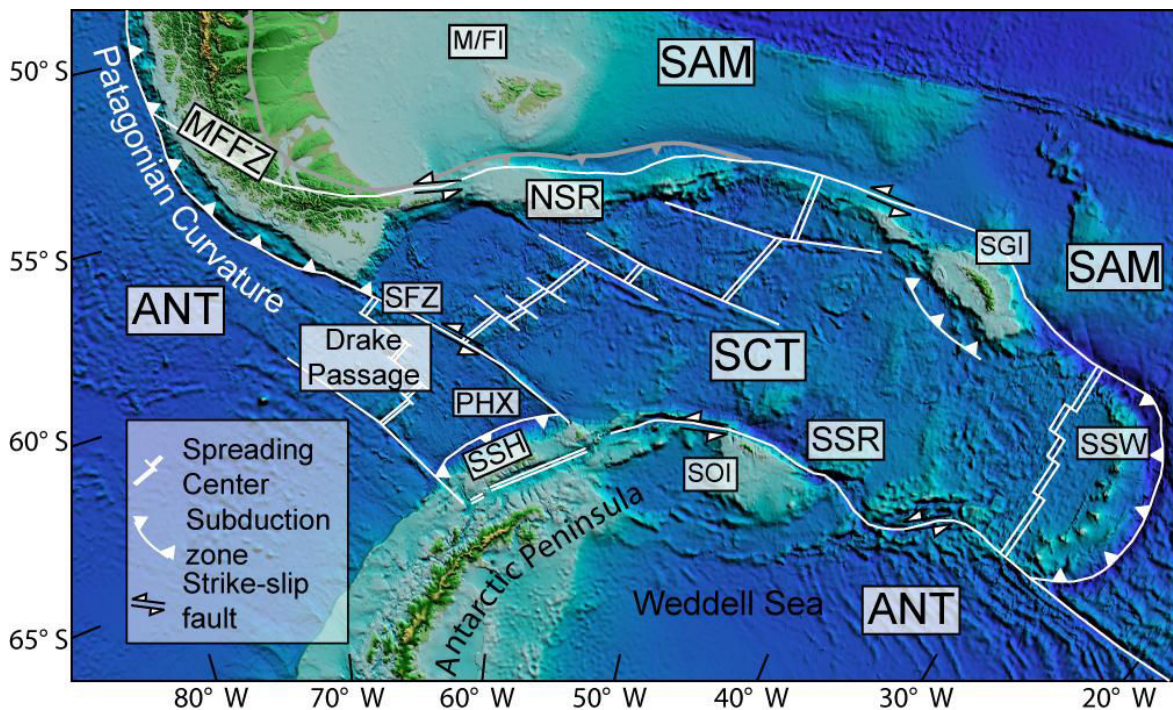 M/FI
SAM
50° S
Patagonian Curvature
MFFZ
NSR
55° S
SGI
SAM
ANT
SFZ
Drake
Passage
SCT
PHX
60° S
SSH
SSR
SSW
SOI
Spreading
Center
Subduction
zone
Strike-slip
fault
Antarctic Peninsula
Weddell Sea
ANT
65° S
80° W
70° W
60° W
50° W
40° W
30° W
20° W